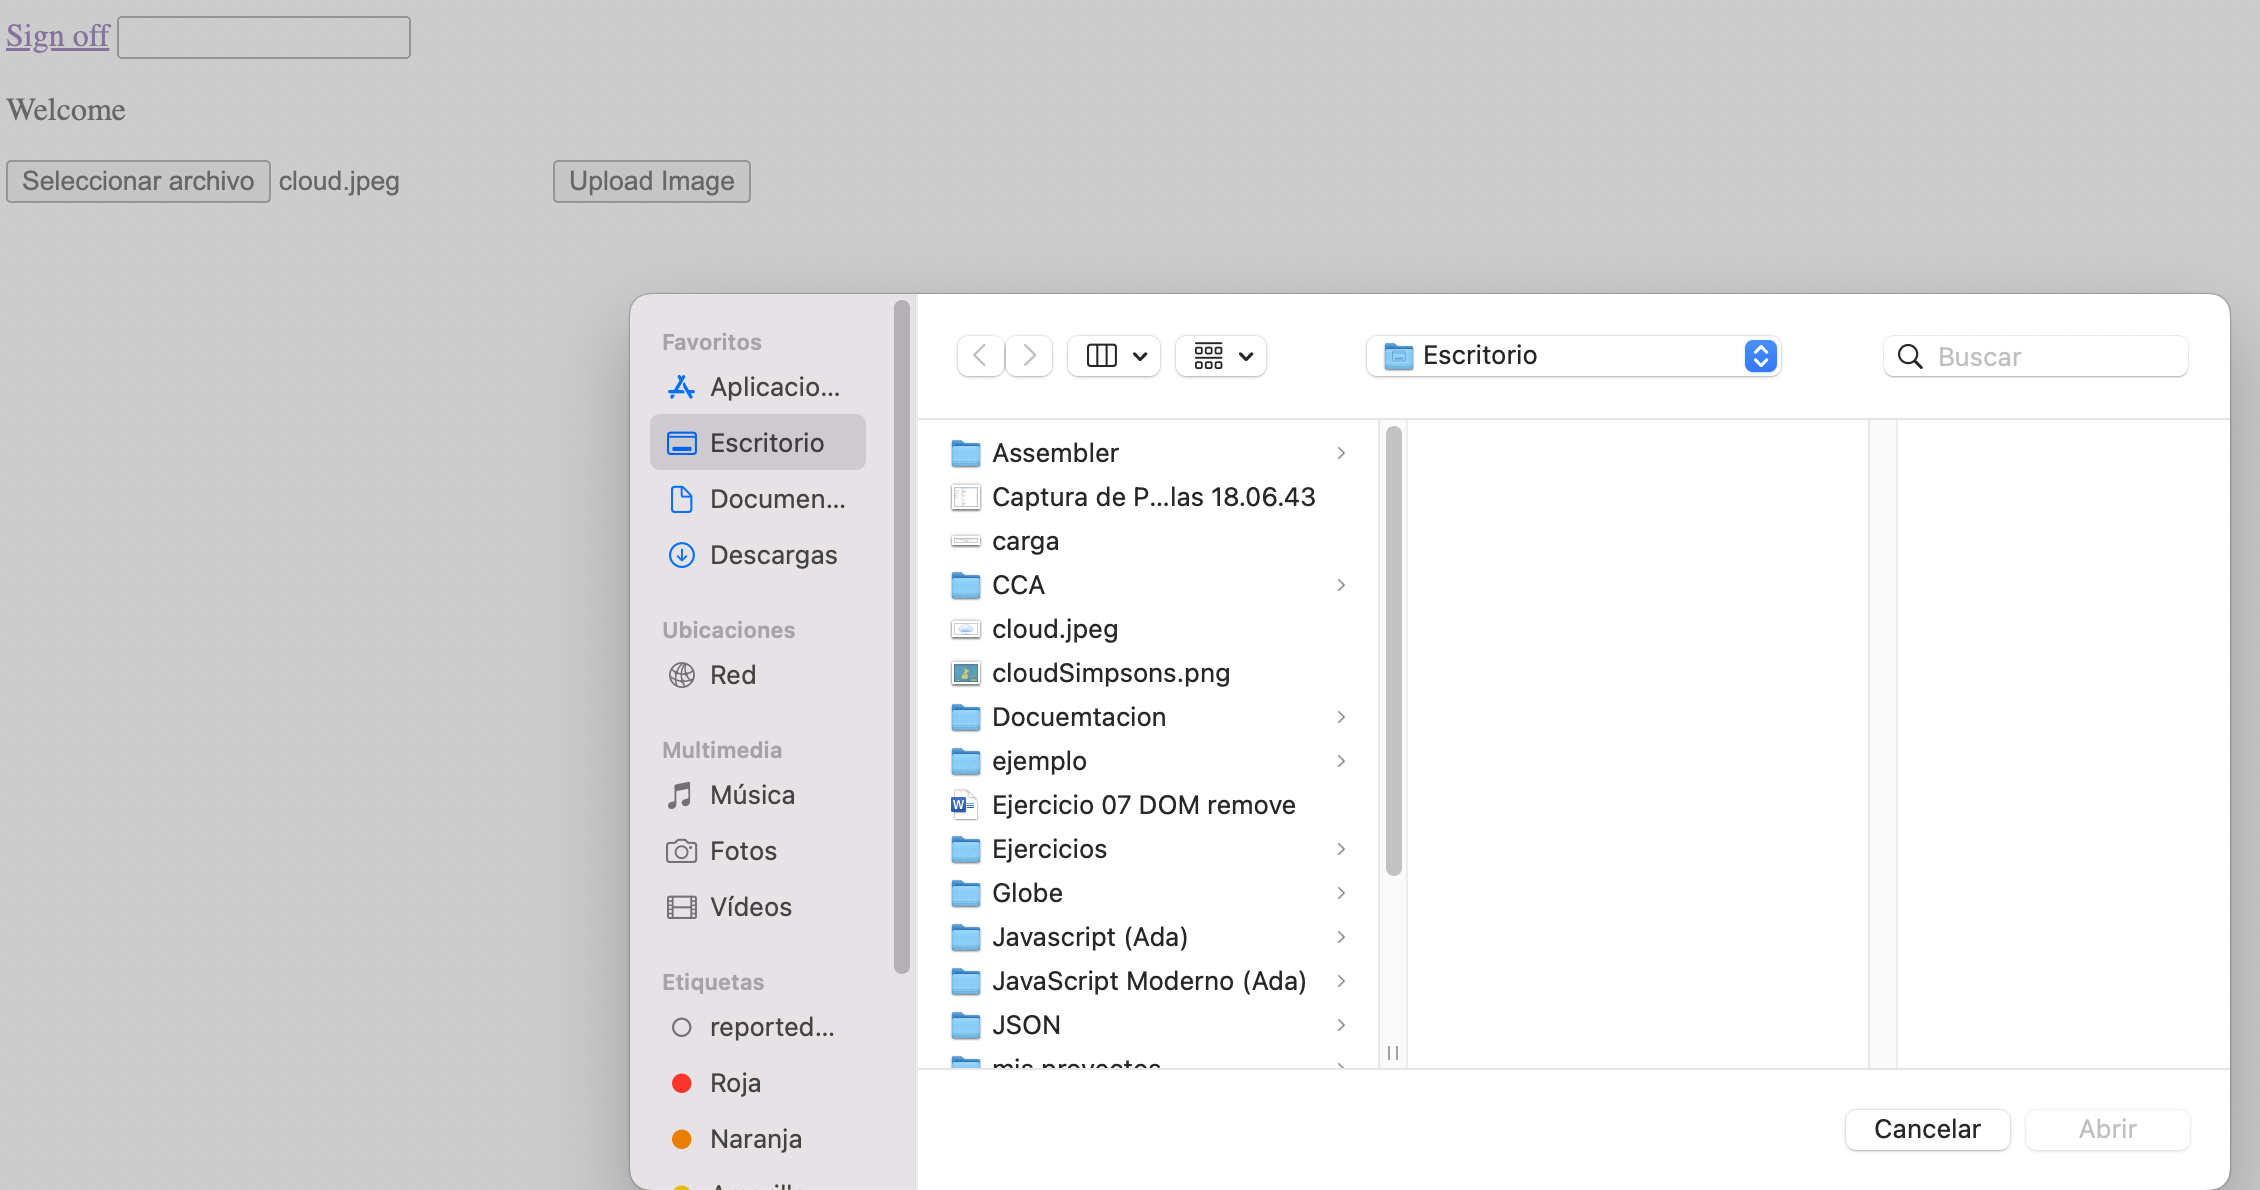 Sign off
Welcome
Seleccionar archivo cloud.jpeg Upload Image
Favoritos
Aplicacio...
Escritorio
Documen...
Descargas
Ubicaciones
Red
Multimedia
Música
Fotos
Vídeos
Etiquetas
reported...
Roja
Naranja
Escritorio
Buscar
Assembler
Captura de P...las 18.06.43
carga
CCA
cloud.jpeg
cloudSimpsons.png
Docuemtacion
ejemplo
Ejercicio 07 DOM remove
Ejercicios
Globe
Javascript (Ada)
JavaScript Moderno (Ada)
JSON
mis proyectos
Cancelar Abrir